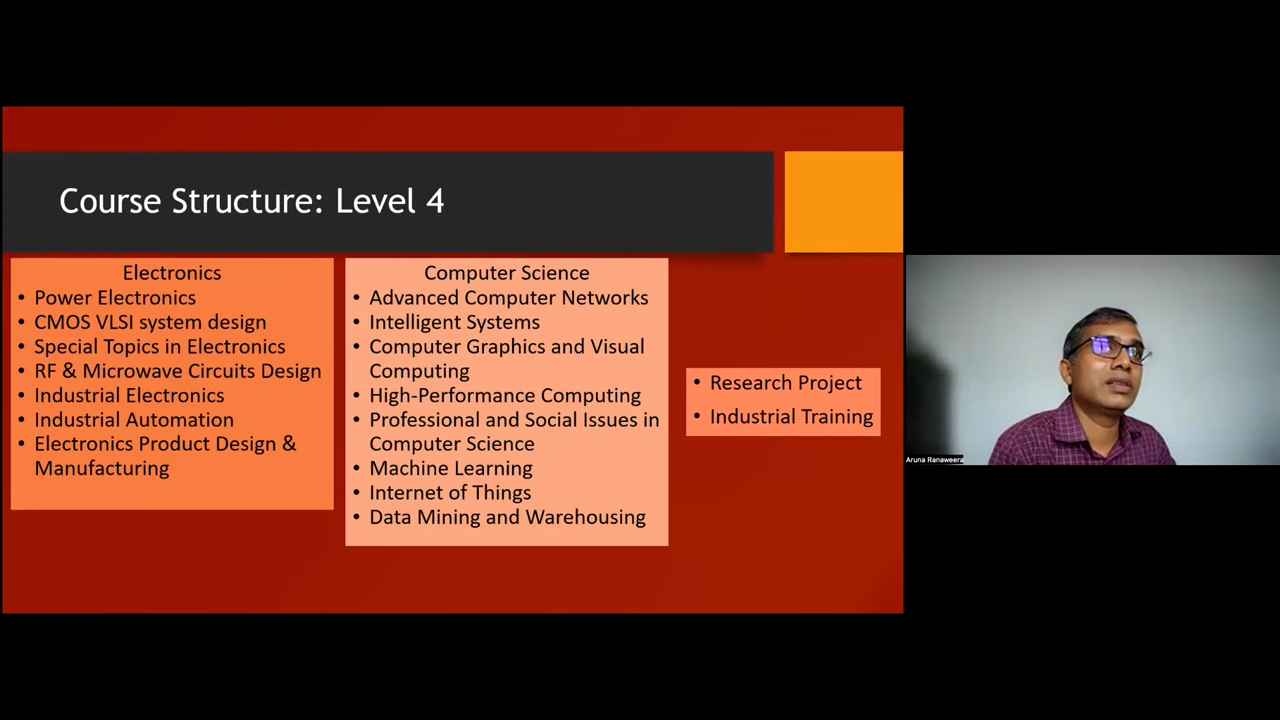 Course Structure: Level 4
Electronics
• Power Electronics
• CMOS VLSI system design
• Special Topics in Electronics
• RF & Microwave Circuits Design
• Industrial Electronics
• Industrial Automation
• Electronics Product Design &
Manufacturing
Computer Science
• Advanced Computer Networks
• Intelligent Systems
• Computer Graphics and Visual
Computing
• High-Performance Computing
• Professional and Social Issues in
Computer Science
• Machine Learning
• Internet of Things
• Data Mining and Warehousing
• Research Project
• Industrial Training
Aruna Ranaweera